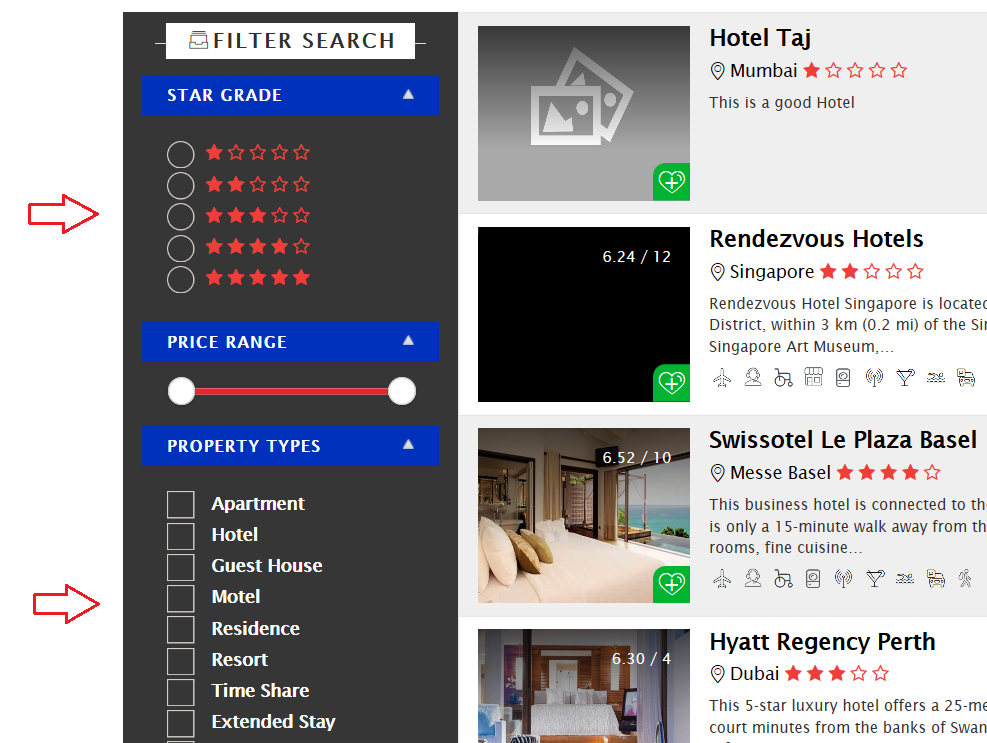 FILTER SEARCH
STAR GRADE
PRICE RANGE
PROPERTY TYPES
Apartment
Hotel
Guest House
Motel
Residence
Resort
Time Share
Extended Stay
Hotel Taj
Mumbai
This is a good Hotel
6.24 / 12
Rendezvous Hotels
Singapore
Rendezvous Hotel Singapore is located
District, within 3 km (0.2 mi) of the Sin
Singapore Art Museum,...
6.52 / 10
Swissotel Le Plaza Basel
Messe Basel
This business hotel is connected to the
is only a 15-minute walk away from th
rooms, fine cuisine...
6.30 / 4
Hyatt Regency Perth
Dubai
This 5-star luxury hotel offers a 25-me
court minutes from the banks of Swan